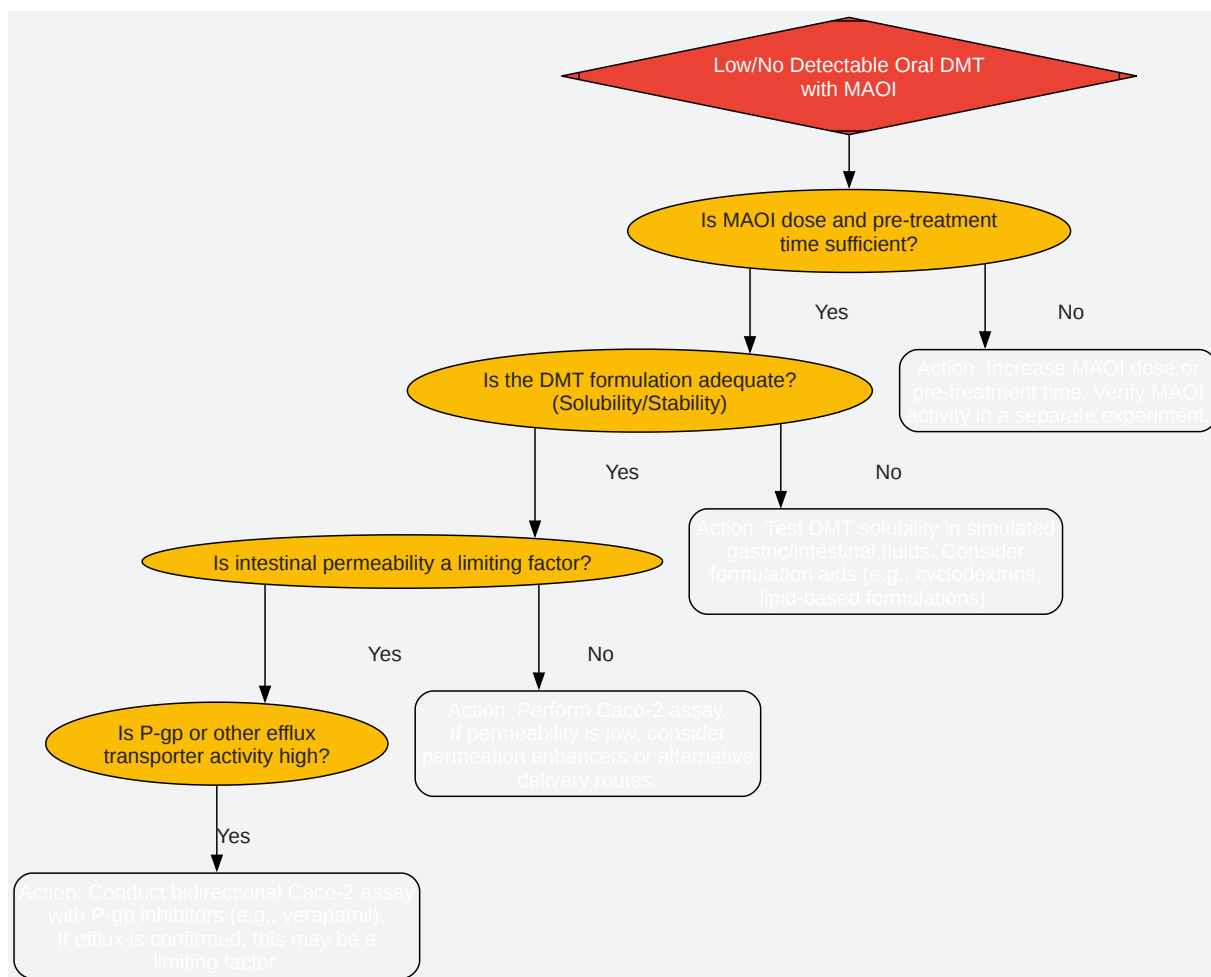 Low/No Detectable Oral DMT
with MAOI
Is MAOI dose and pre-treatment
time sufficient?
Yes
No
Action: Increase MAOI dose or
pre-treatment time. Verify MAOI
activity in a separate experiment.
Is the DMT formulation adequate?
(Solubility/Stability)
Yes
No
Action: Test DMT solubility in simulated
gastric/intestinal fluids. Consider
formulation aids (e.g., cyclodextrins,
lipid-based formulations).
Is intestinal permeability a limiting factor?
Yes
No
Action: Perform Caco-2 assay.
If permeability is low, consider
permeation enhancers or alternative
delivery routes.
Is P-gp or other efflux
transporter activity high?
Yes
Action: Conduct bidirectional Caco-2 assay
with P-gp inhibitors (e.g., verapamil).
If efflux is confirmed, this may be a
limiting factor.